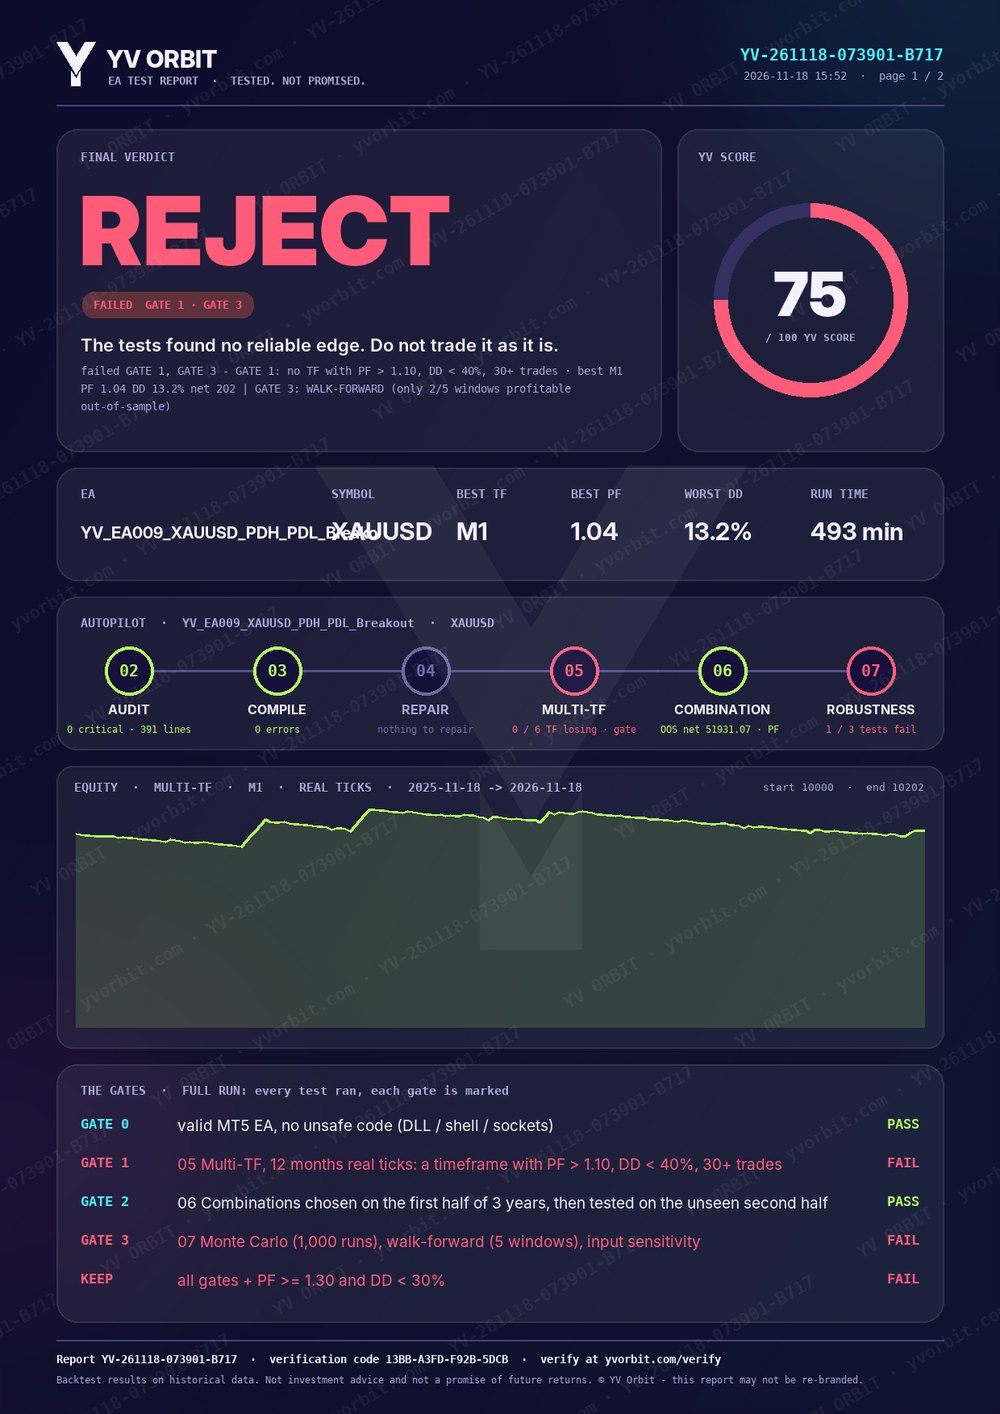 YV ORBIT
EA TEST REPORT · TESTED. NOT PROMISED.
YV-261118-073901-B717
2026-11-18 15:52 · page 1 / 2
FINAL VERDICT
REJECT
FAILED GATE 1 · GATE 3
The tests found no reliable edge. Do not trade it as it is.
failed GATE 1, GATE 3 - GATE 1: no TF with PF > 1.10, DD < 40%, 30+ trades · best M1
PF 1.04 DD 13.2% net 202 | GATE 3: WALK-FORWARD (only 2/5 windows profitable
out-of-sample)
YV SCORE
75
/ 100 YV SCORE
EA SYMBOL BEST TF BEST PF WORST DD RUN TIME
YV_EA009_XAUUSD_PDH_PDL_Breako XAUUSD M1 1.04 13.2% 493 min
AUTOPILOT · YV_EA009_XAUUSD_PDH_PDL_Breakout · XAUUSD
02 03 04 05 06 07
AUDIT COMPILE REPAIR MULTI-TF COMBINATION ROBUSTNESS
0 critical · 391 lines 0 errors nothing to repair 0 / 6 TF losing · gate OOS net 51931.07 · PF 1 / 3 tests fail
EQUITY · MULTI-TF · M1 · REAL TICKS · 2025-11-18 -> 2026-11-18 start 10000 · end 10202
THE GATES · FULL RUN: every test ran, each gate is marked
GATE 0 valid MT5 EA, no unsafe code (DLL / shell / sockets) PASS
GATE 1 05 Multi-TF, 12 months real ticks: a timeframe with PF > 1.10, DD < 40%, 30+ trades FAIL
GATE 2 06 Combinations chosen on the first half of 3 years, then tested on the unseen second half PASS
GATE 3 07 Monte Carlo (1,000 runs), walk-forward (5 windows), input sensitivity FAIL
KEEP all gates + PF >= 1.30 and DD < 30% FAIL
Report YV-261118-073901-B717 · verification code 13BB-A3FD-F92B-5DCB · verify at yvorbit.com/verify
Backtest results on historical data. Not investment advice and not a promise of future returns. © YV Orbit - this report may not be re-branded.